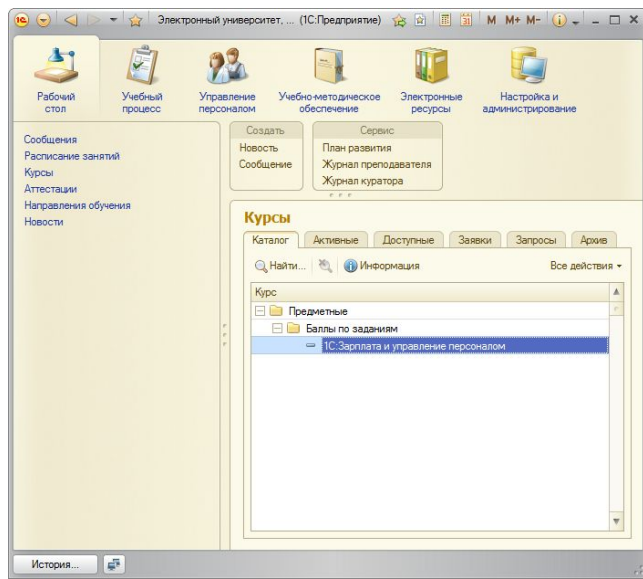 Электронный университет, ... (1С:Предприятие)
M M+ M-
Рабочий стол
Учебный процесс
Управление персоналом
Учебно-методическое обеспечение
Электронные ресурсы
Настройка и администрирование
Сообщения
Расписание занятий
Курсы
Аттестации
Направления обучения
Новости
Создать
Новость
Сообщение
Сервис
План развития
Журнал преподавателя
Журнал куратора
Курсы
Каталог Активные Доступные Заявки Запросы Архив
Найти... Информация Все действия
Курс
Предметные
Баллы по заданиям
1С:Зарплата и управление персоналом
История...